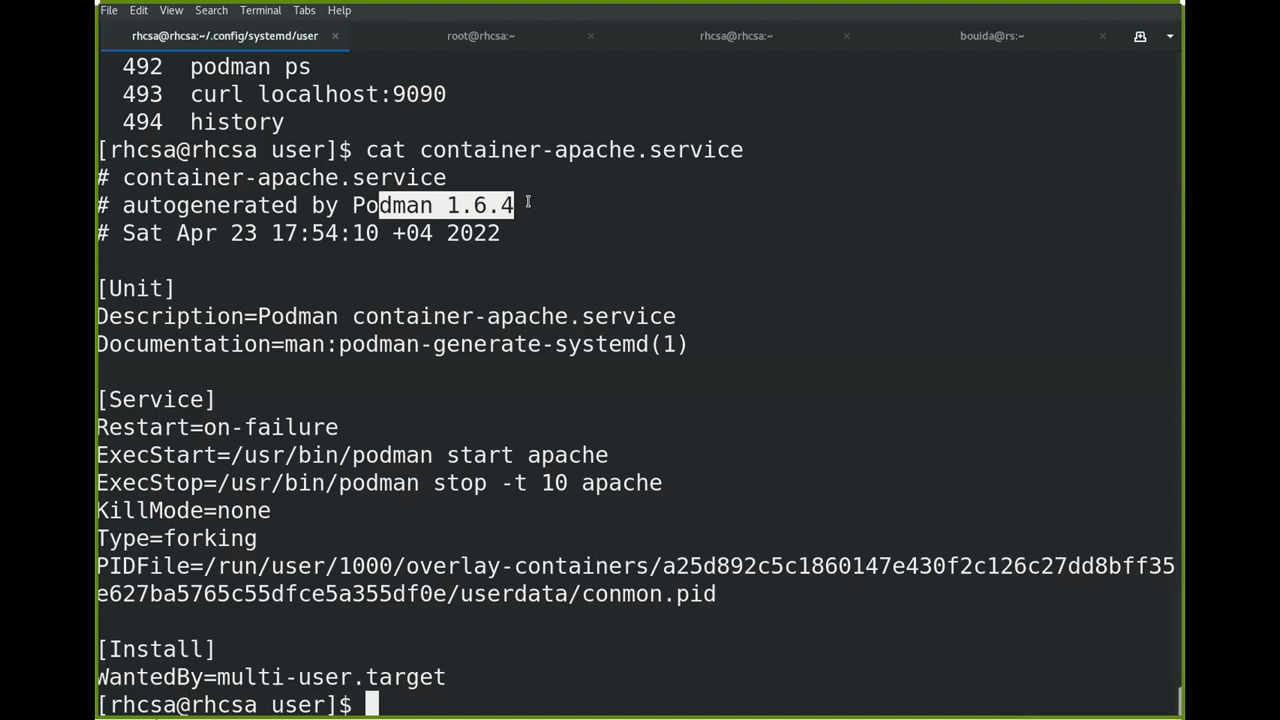 File Edit View Search Terminal Tabs Help
rhcsa@rhcsa:~/.config/systemd/user × root@rhcsa:~ × rhcsa@rhcsa:~ × bouida@rs:~ ×
492 podman ps
493 curl localhost:9090
494 history
[rhcsa@rhcsa user]$ cat container-apache.service
# container-apache.service
# autogenerated by Podman 1.6.4
# Sat Apr 23 17:54:10 +04 2022
[Unit]
Description=Podman container-apache.service
Documentation=man:podman-generate-systemd(1)
[Service]
Restart=on-failure
ExecStart=/usr/bin/podman start apache
ExecStop=/usr/bin/podman stop -t 10 apache
KillMode=none
Type=forking
PIDFile=/run/user/1000/overlay-containers/a25d892c5c1860147e430f2c126c27dd8bff35
e627ba5765c55dfce5a355df0e/userdata/conmon.pid
[Install]
WantedBy=multi-user.target
[rhcsa@rhcsa user]$